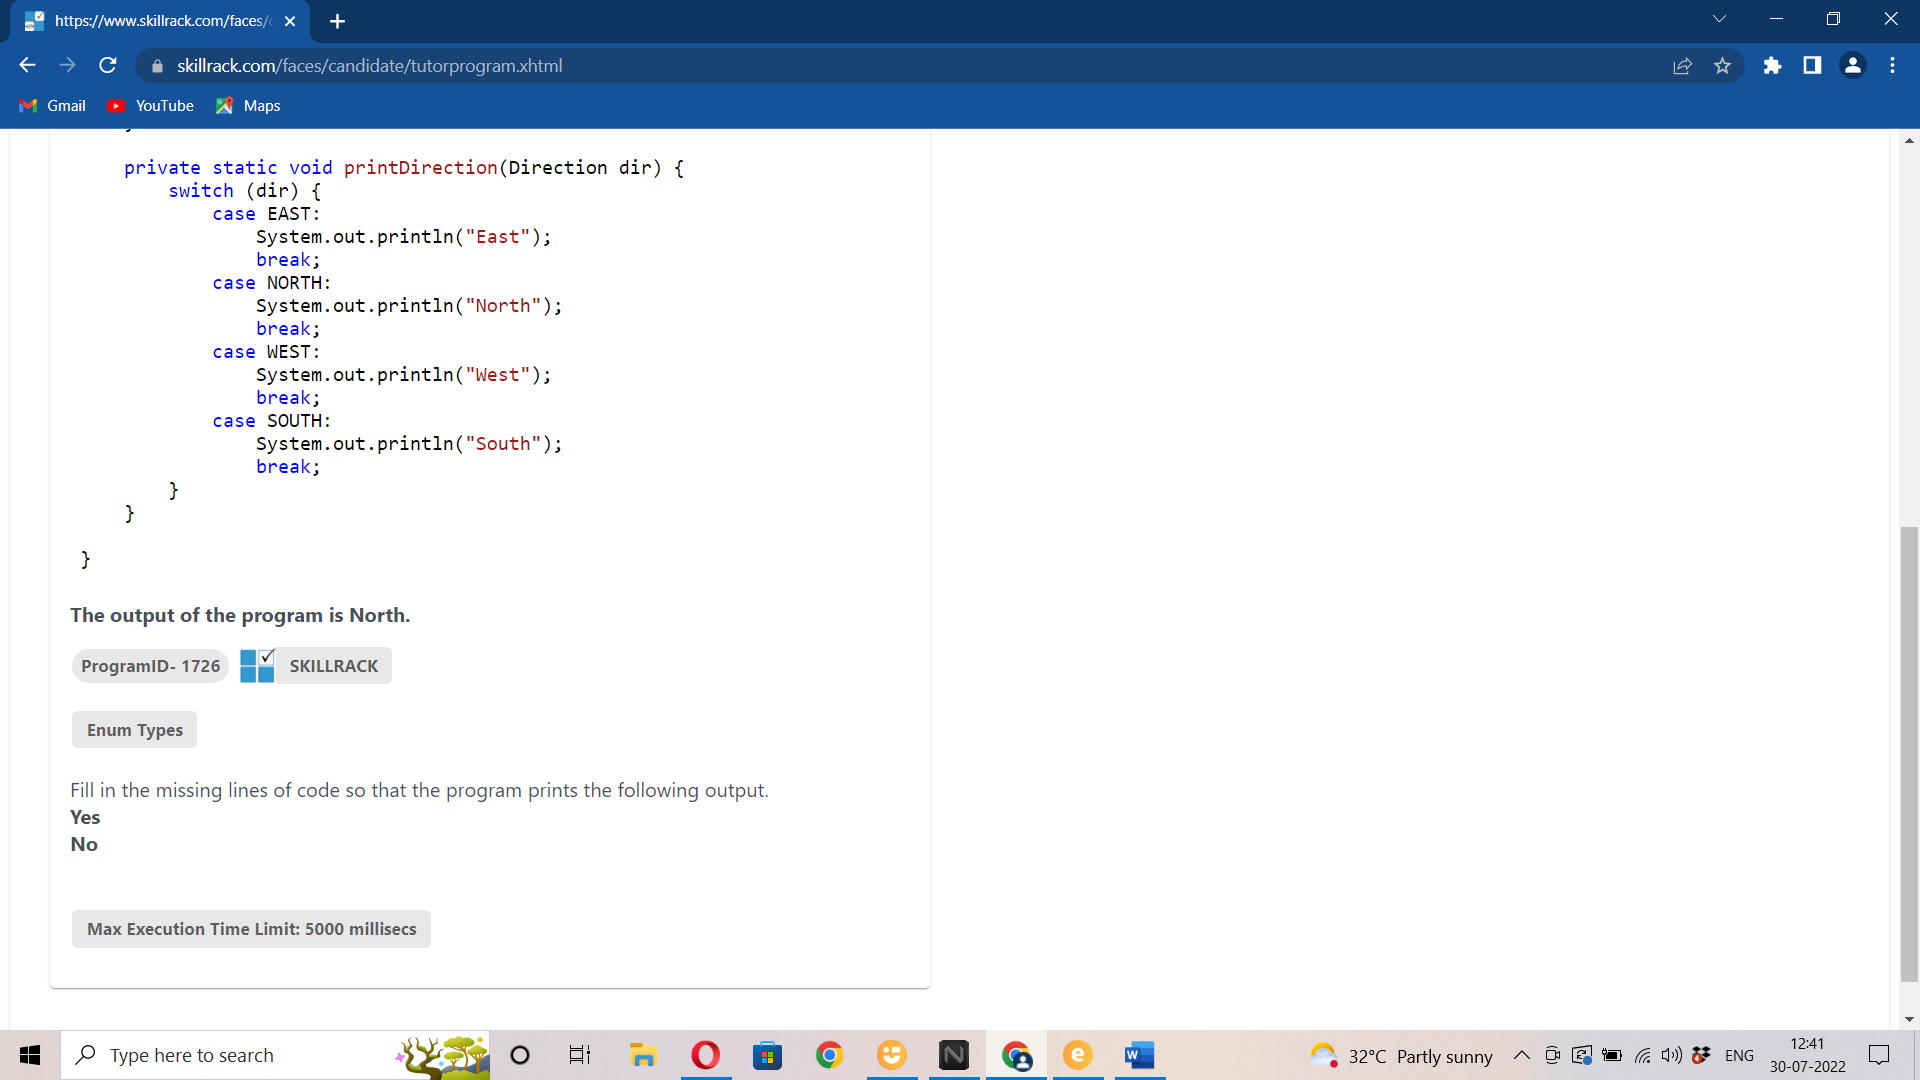 https://www.skillrack.com/faces/c
skillrack.com/faces/candidate/tutorprogram.xhtml
Gmail YouTube Maps
private static void printDirection(Direction dir) {
switch (dir) {
case EAST:
System.out.println("East");
break;
case NORTH:
System.out.println("North");
break;
case WEST:
System.out.println("West");
break;
case SOUTH:
System.out.println("South");
break;
}
}
}
The output of the program is North.
ProgramID- 1726 SKILLRACK
Enum Types
Fill in the missing lines of code so that the program prints the following output.
Yes
No
Max Execution Time Limit: 5000 millisecs
Type here to search
32°C Partly sunny
ENG
12:41
30-07-2022